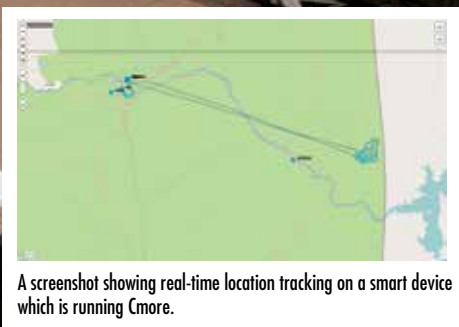 A screenshot showing real-time location tracking on a smart device
which is running Cmore.